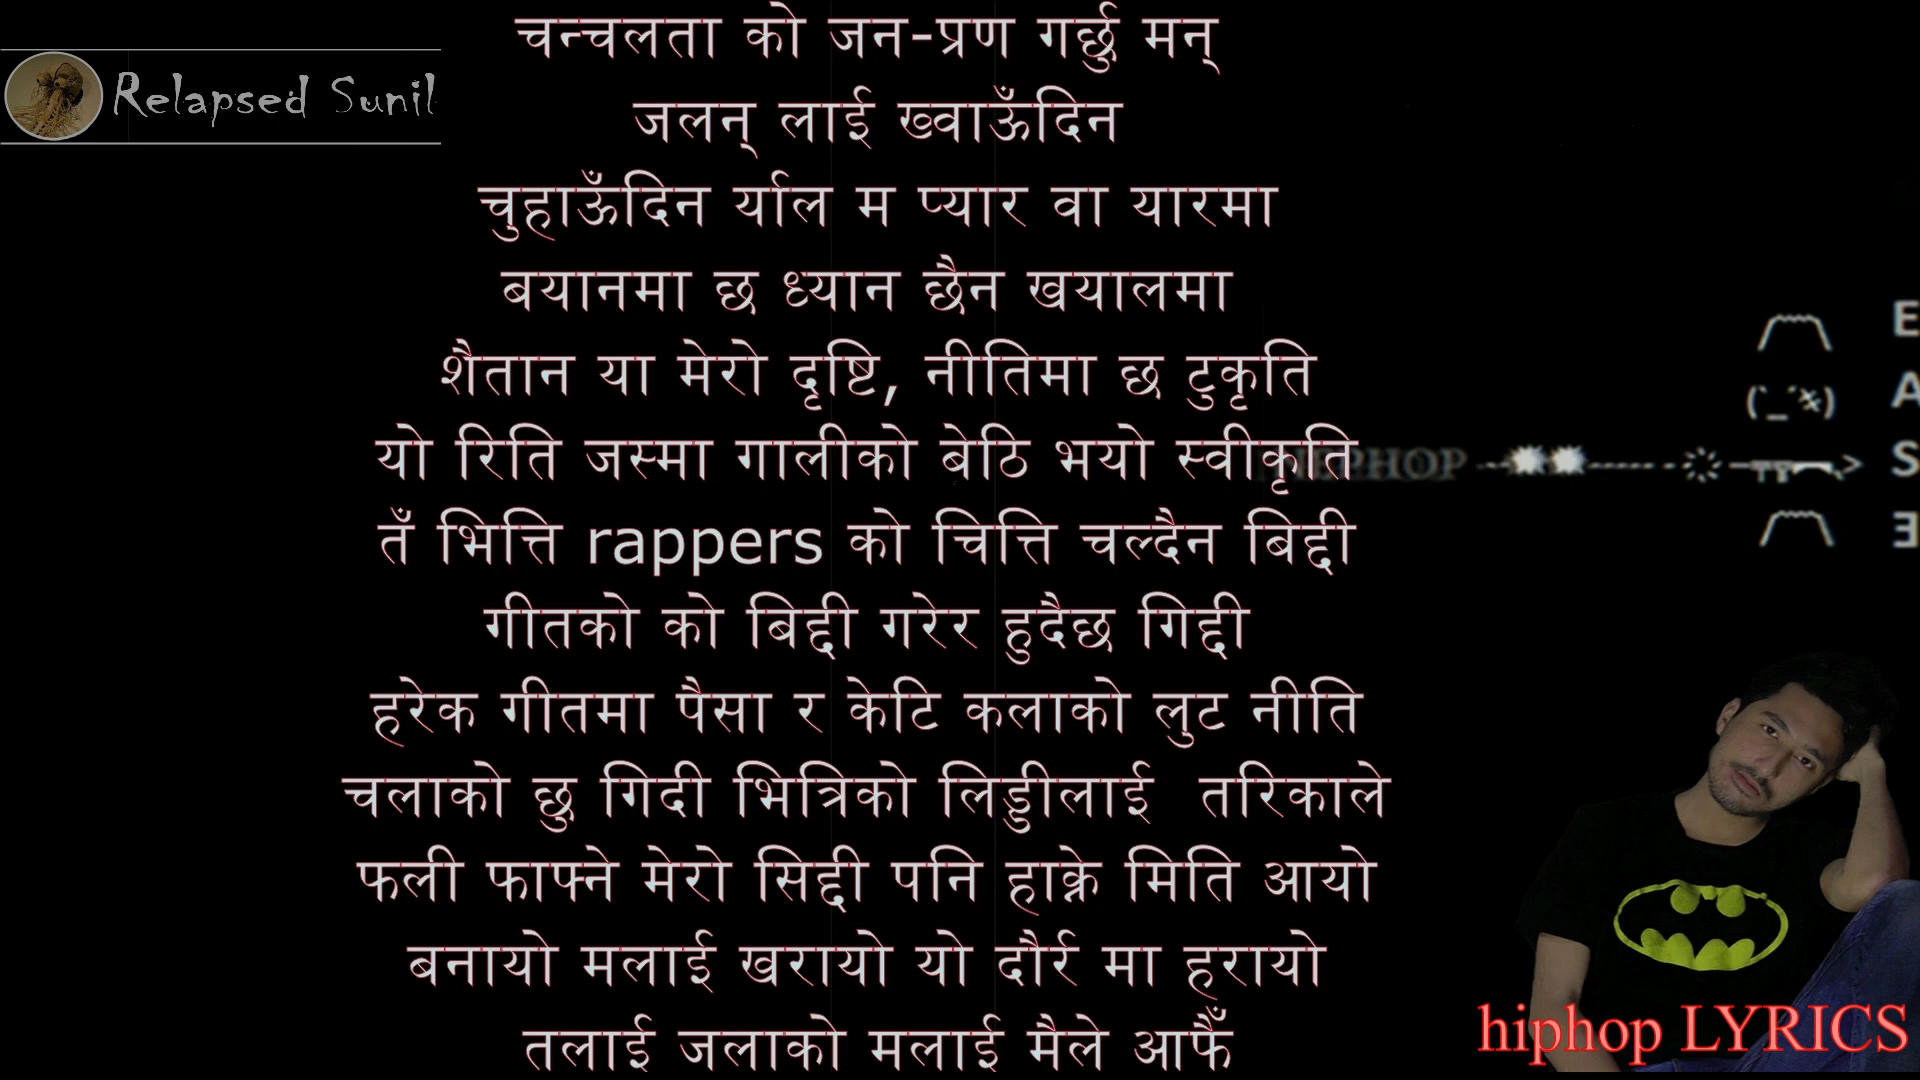 Relapsed Sunil
चन्चलता को जन-प्रण गर्छु मन्
जलन् लाई ख्वाऊँदिन
चुहाऊँदिन र्याल म प्यार वा यारमा
बयानमा छ ध्यान छैन खयालमा
शैतान या मेरो दृष्टि, नीतिमा छ टुकृति
यो रिति जस्मा गालीको बेठि भयो स्वीकृति
तँ भित्ति rappers को चित्ति चल्दैन बिद्दी
गीतको को बिद्दी गरेर हुदैछ गिद्दी
हरेक गीतमा पैसा र केटि कलाको लुट नीति
चलाको छु गिदी भित्रिको लिड्डीलाई तरिकाले
फली फाफ्ने मेरो सिद्दी पनि हाक्ने मिति आयो
बनायो मलाई खरायो यो दौर्र मा हरायो
तलाई जलाको मलाई मैले आफैँ
HIPHOP
E
A
S
hiphop LYRICS